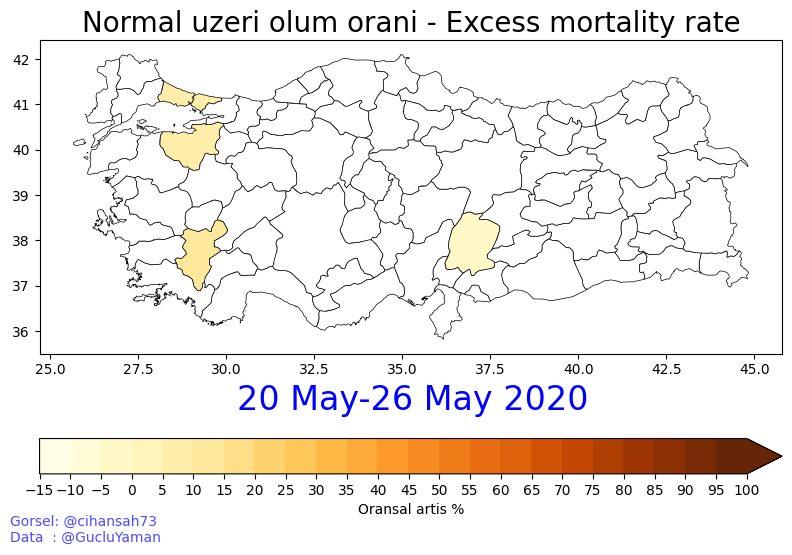 Normal uzeri olum orani - Excess mortality rate
42
41
40
39
38
37
36
25.0 27.5 30.0 32.5 35.0 37.5 40.0 42.5 45.0
20 May-26 May 2020
−15 −10 −5 0 5 10 15 20 25 30 35 40 45 50 55 60 65 70 75 80 85 90 95 100
Oransal artis %
Gorsel: @cihansah73
Data : @GucluYaman